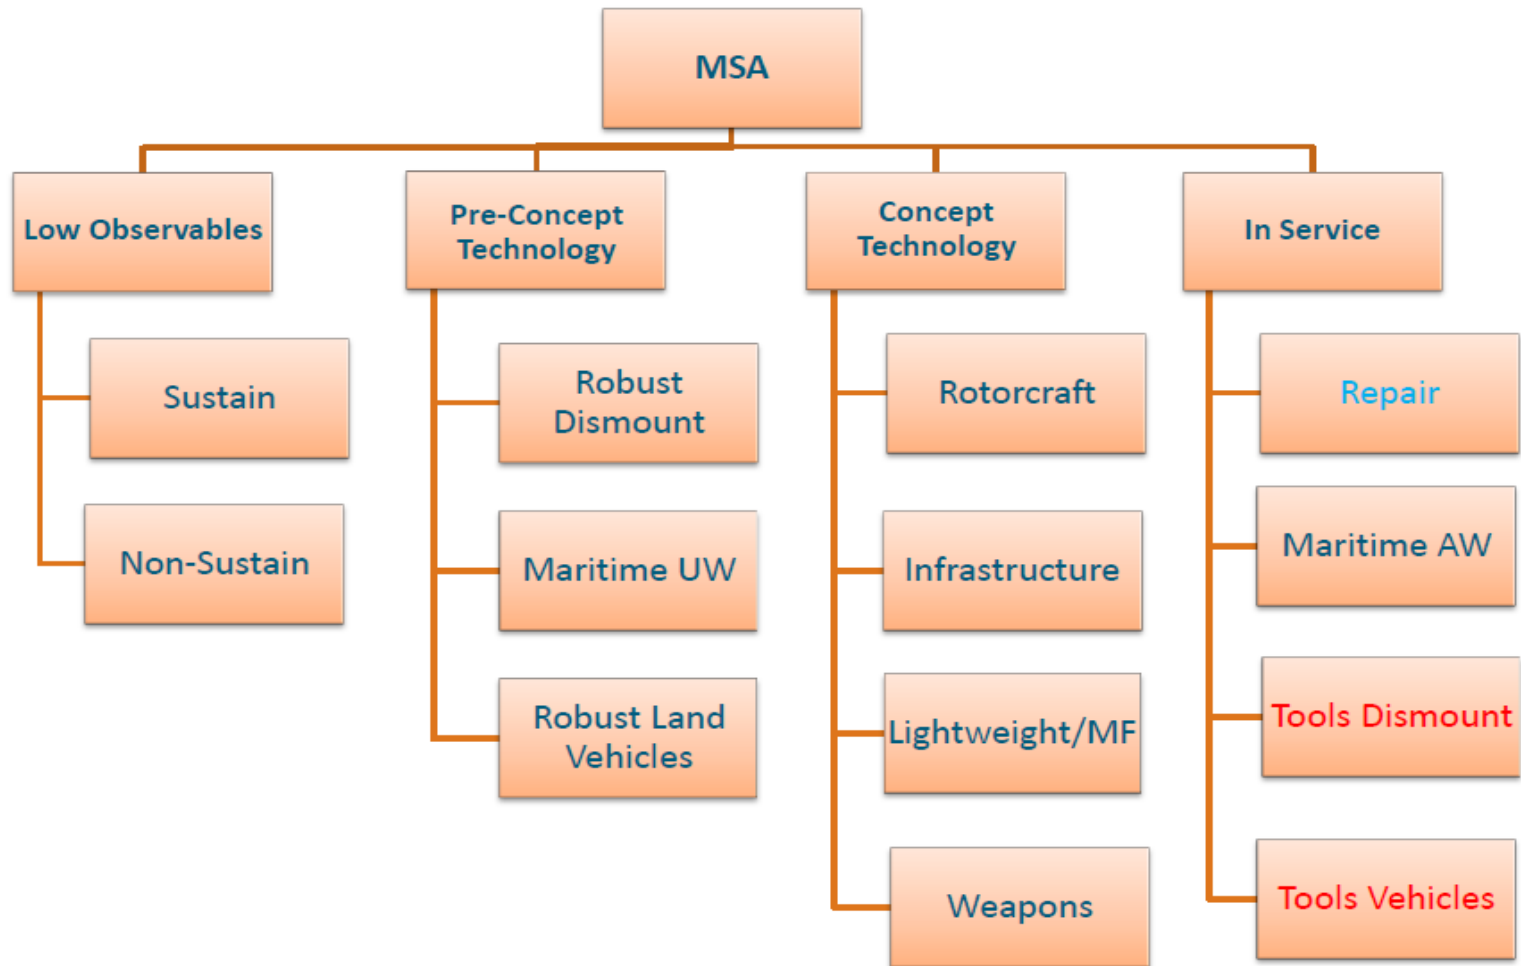 MSA
Low Observables
Pre-Concept
Technology
Concept
Technology
In Service
Sustain
Non-Sustain
Robust
Dismount
Maritime UW
Robust Land
Vehicles
Rotorcraft
Infrastructure
Lightweight/MF
Weapons
Repair
Maritime AW
Tools Dismount
Tools Vehicles